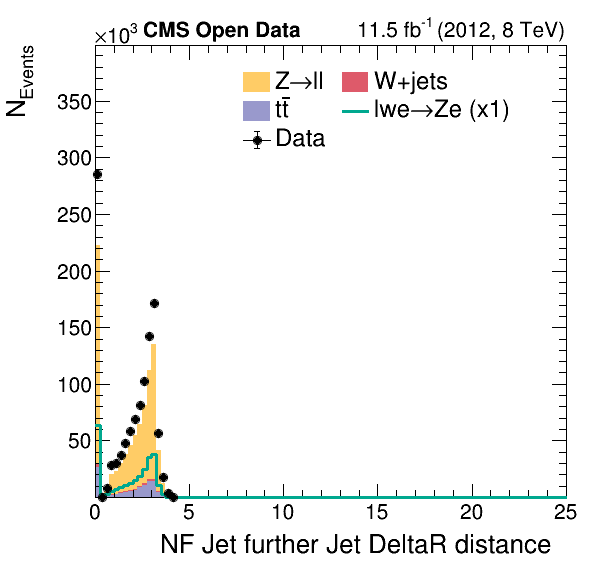 ×10³ CMS Open Data 11.5 fb⁻¹ (2012, 8 TeV)
N_Events
Z→ll W+jets
tt̄ lwe→Ze (x1)
Data
350
300
250
200
150
100
50
0 5 10 15 20 25
NF Jet further Jet DeltaR distance